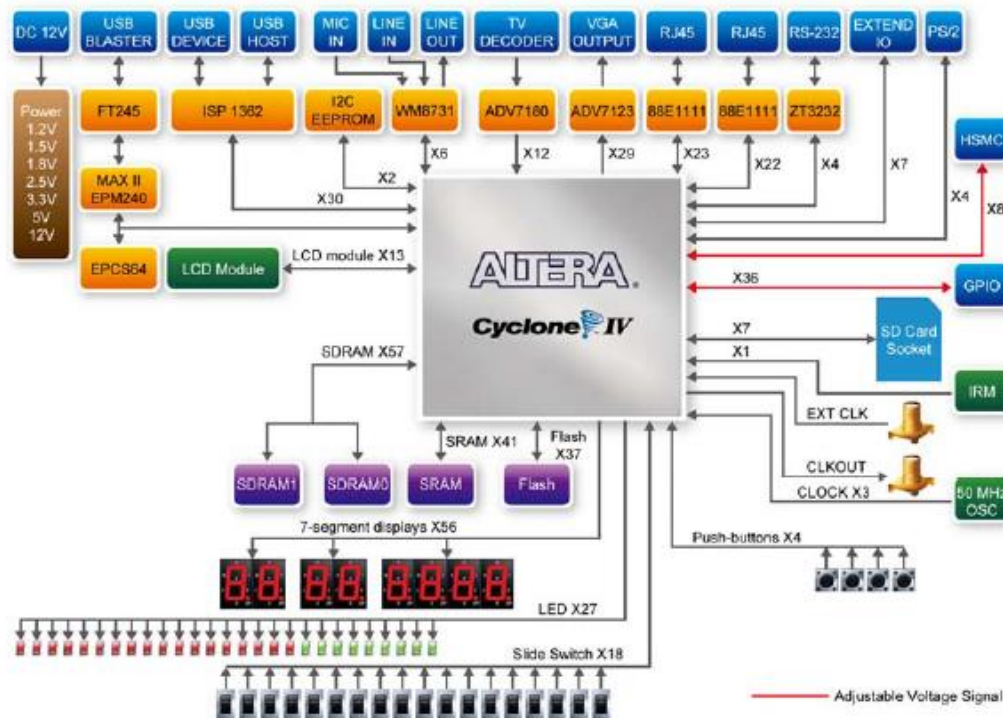 DC 12V
USB
BLASTER
USB
DEVICE
USB
HOST
MIC
IN
LINE
IN
LINE
OUT
TV
DECODER
VGA
OUTPUT
RJ45
RJ45
RS-232
EXTEND
IO
PS/2
Power
1.2V
1.5V
1.8V
2.5V
3.3V
5V
12V
FT245
ISP 1362
I2C
EEPROM
WM8731
ADV7180
ADV7123
88E1111
88E1111
ZT3232
HSMC
X6
X12
X29
X23
X22
X4
X7
X4
X8
MAX II
EPM240
X2
X30
EPCS64
LCD Module
LCD module X13
ALTERA
Cyclone IV
X36
GPIO
X7
SD Card
Socket
X1
IRM
SDRAM X57
EXT CLK
SRAM X41
Flash
X37
CLKOUT
SDRAM1
SDRAM0
SRAM
Flash
CLOCK X3
50 MHz
OSC
7-segment displays X56
Push-buttons X4
88
88
8888
LED X27
Slide Switch X18
Adjustable Voltage Signal